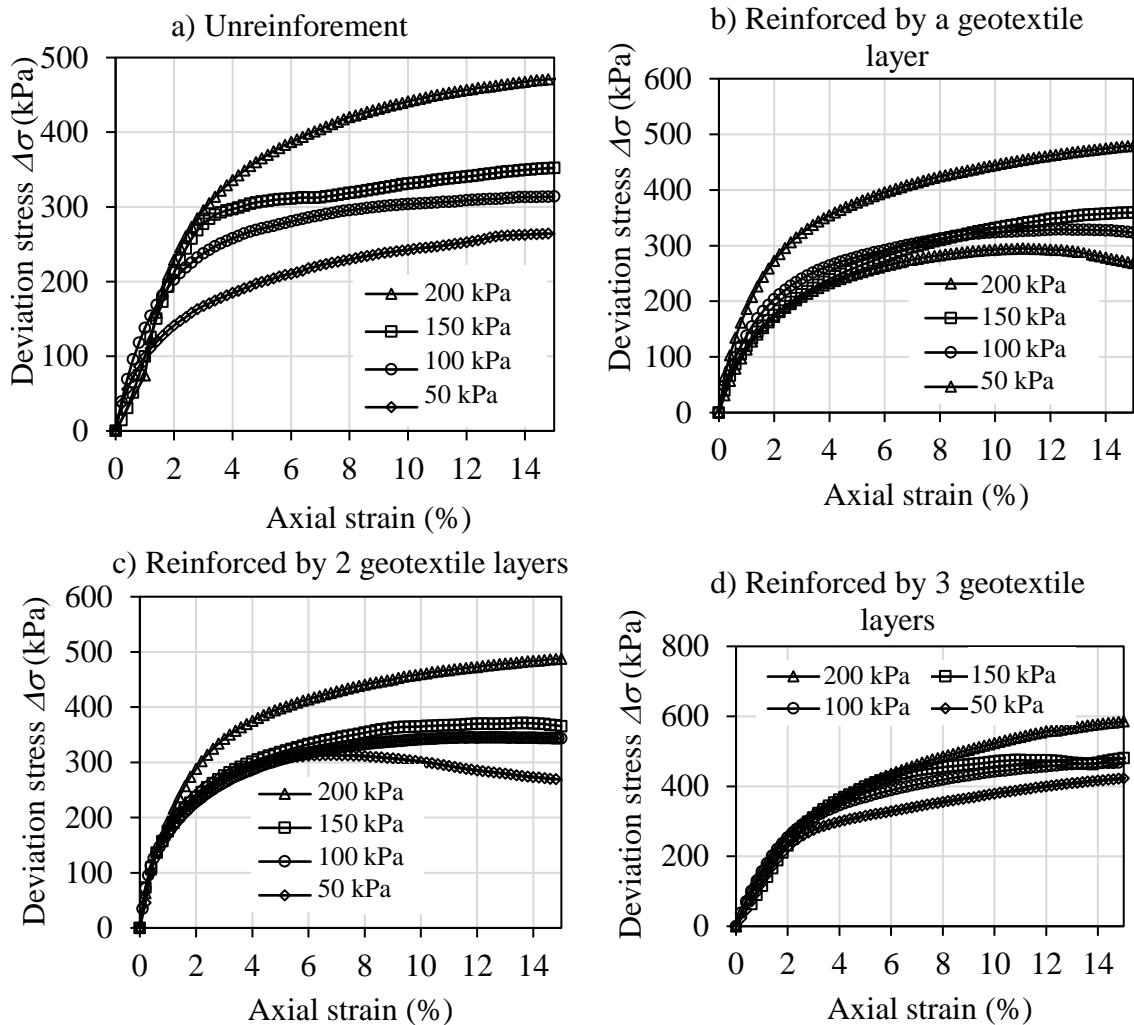 a) Unreinforement
Deviation stress Δσ (kPa)
500
400
300
200
100
0
200 kPa
150 kPa
100 kPa
50 kPa
0 2 4 6 8 10 12 14
Axial strain (%)
b) Reinforced by a geotextile
layer
Deviation stress Δσ (kPa)
600
500
400
300
200
100
0
200 kPa
150 kPa
100 kPa
50 kPa
0 2 4 6 8 10 12 14
Axial strain (%)
c) Reinforced by 2 geotextile layers
Deviation stress Δσ (kPa)
600
500
400
300
200
100
0
200 kPa
150 kPa
100 kPa
50 kPa
0 2 4 6 8 10 12 14
Axial strain (%)
d) Reinforced by 3 geotextile
layers
Deviation stress Δσ (kPa)
800
600
400
200
0
200 kPa 150 kPa
100 kPa 50 kPa
0 2 4 6 8 10 12 14
Axial strain (%)